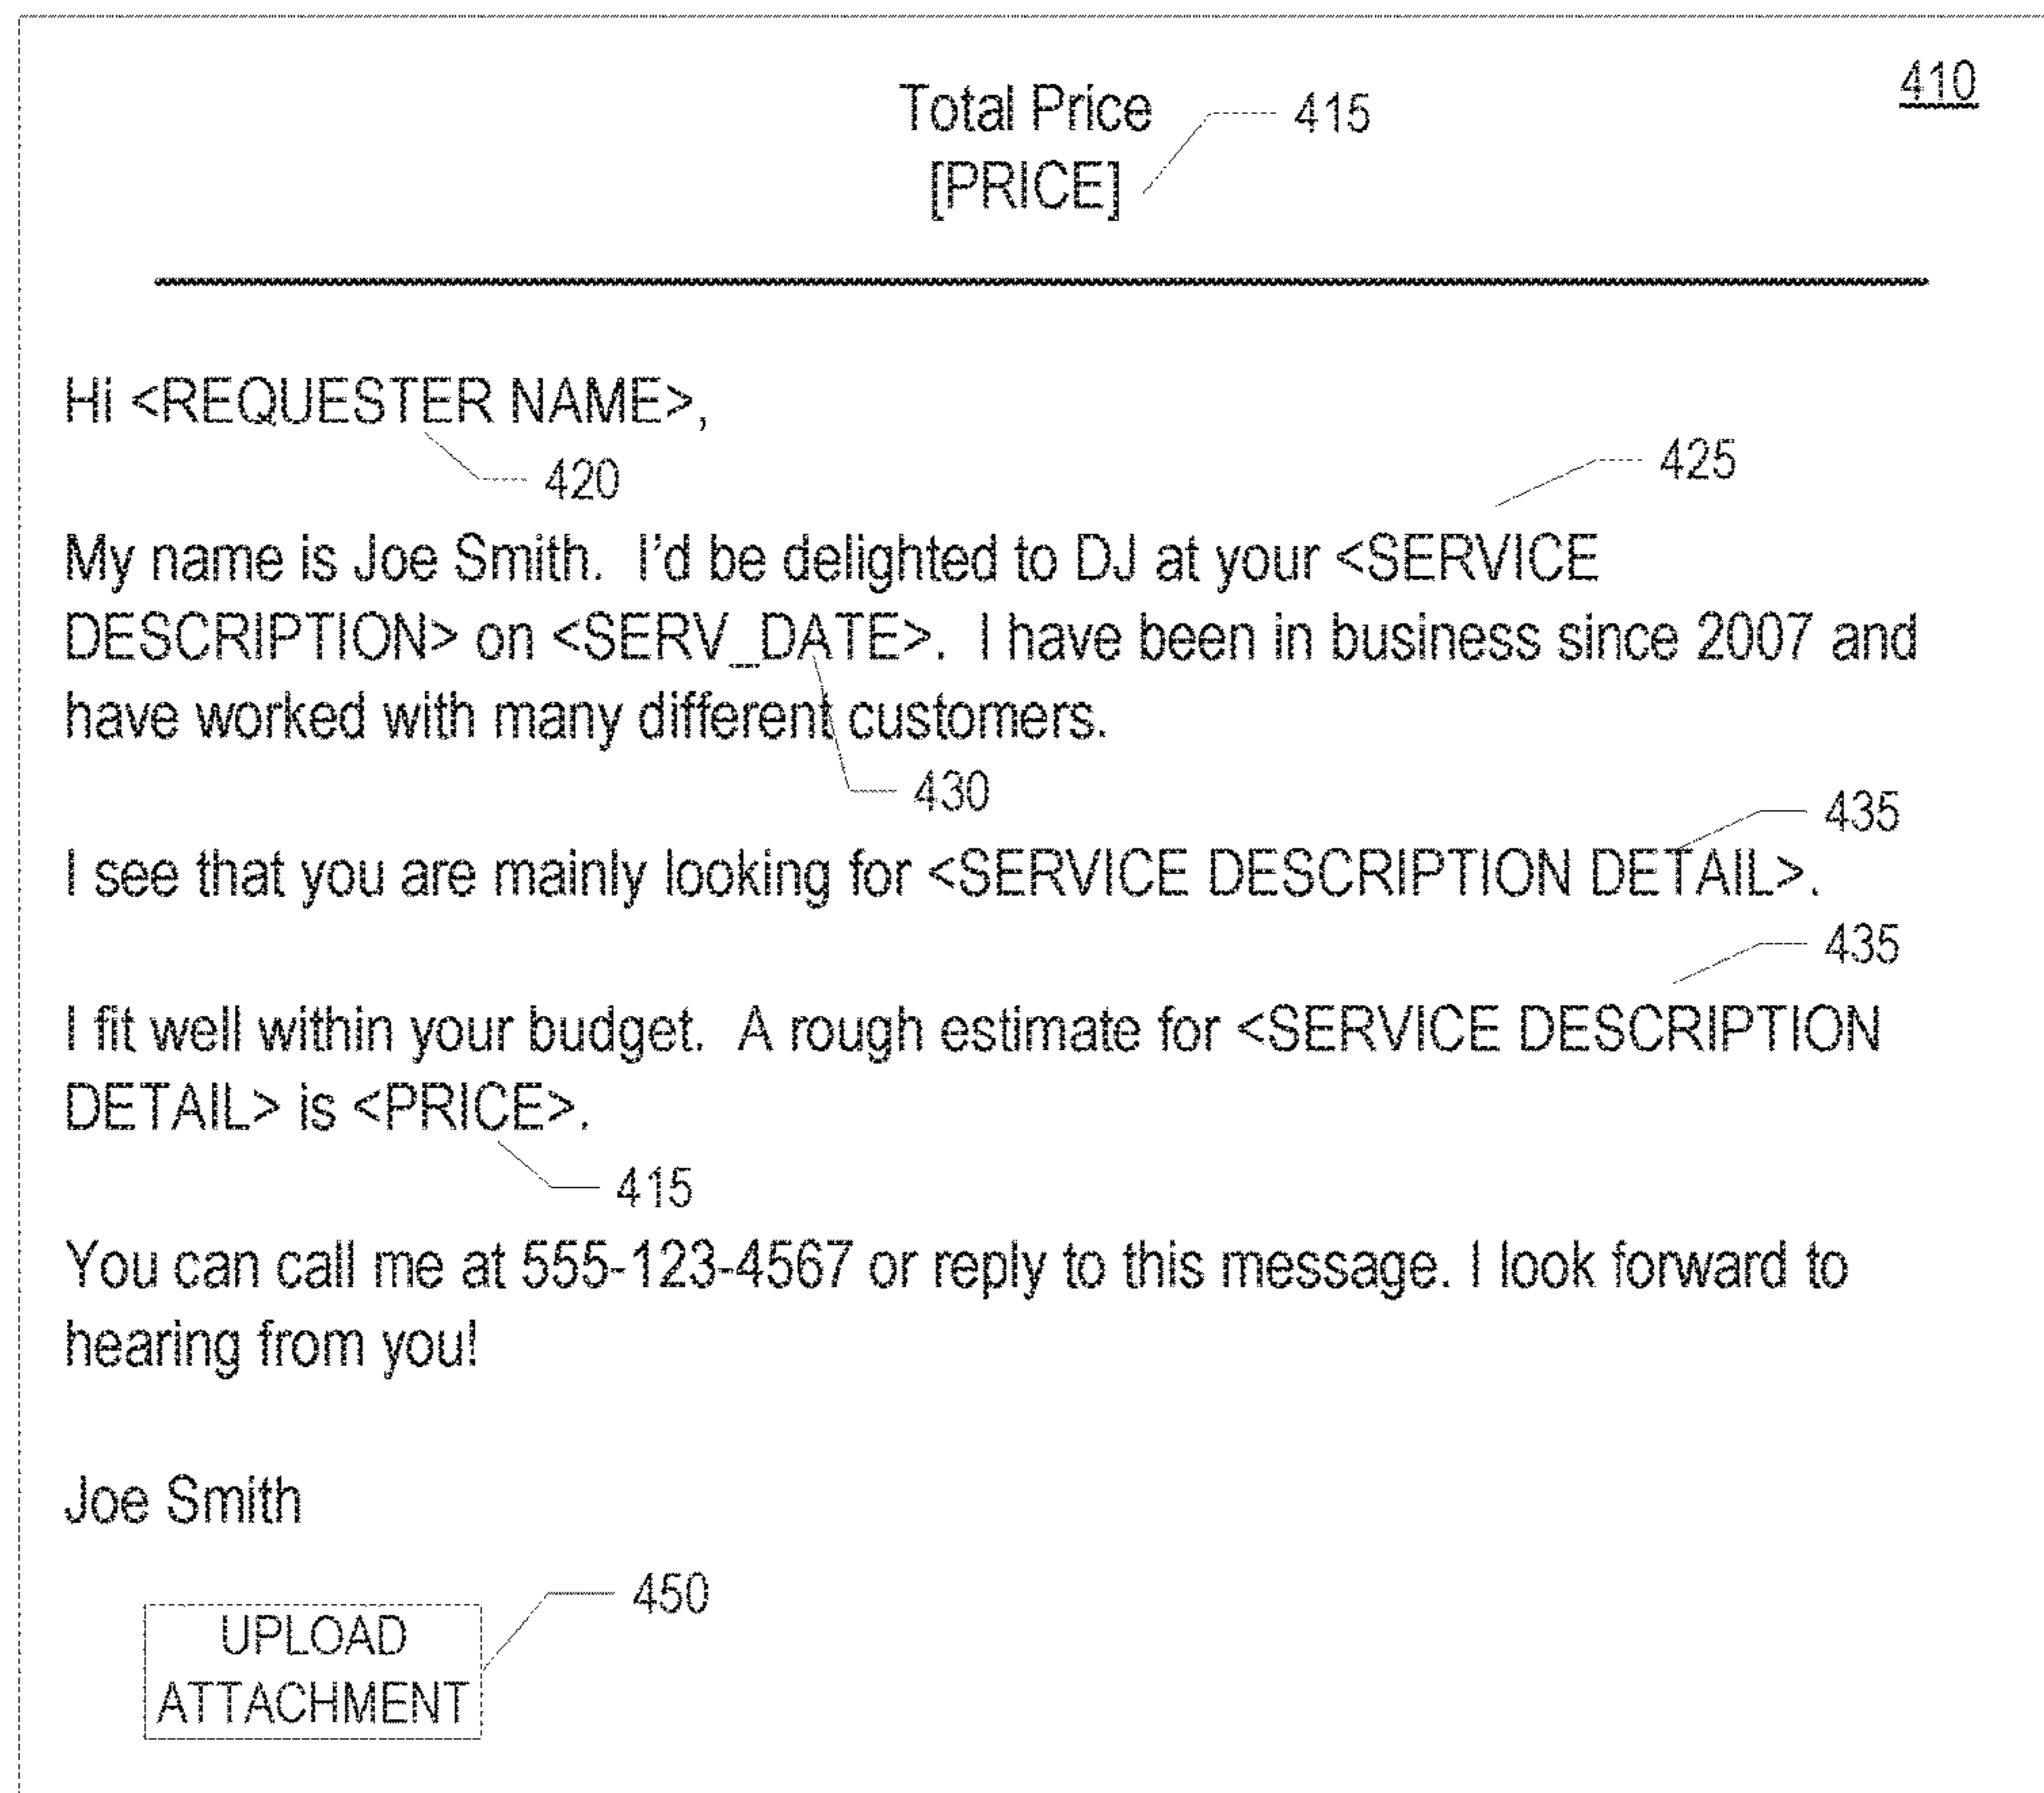 410
Total Price
415
[PRICE]
Hi <REQUESTER NAME>,
420
425
My name is Joe Smith.  I'd be delighted to DJ at your <SERVICE
DESCRIPTION> on <SERV_DATE>.  I have been in business since 2007 and
have worked with many different customers.
430
435
I see that you are mainly looking for <SERVICE DESCRIPTION DETAIL>.
435
I fit well within your budget.  A rough estimate for <SERVICE DESCRIPTION
DETAIL> is <PRICE>.
415
You can call me at 555-123-4567 or reply to this message. I look forward to
hearing from you!
Joe Smith
450
UPLOAD
ATTACHMENT